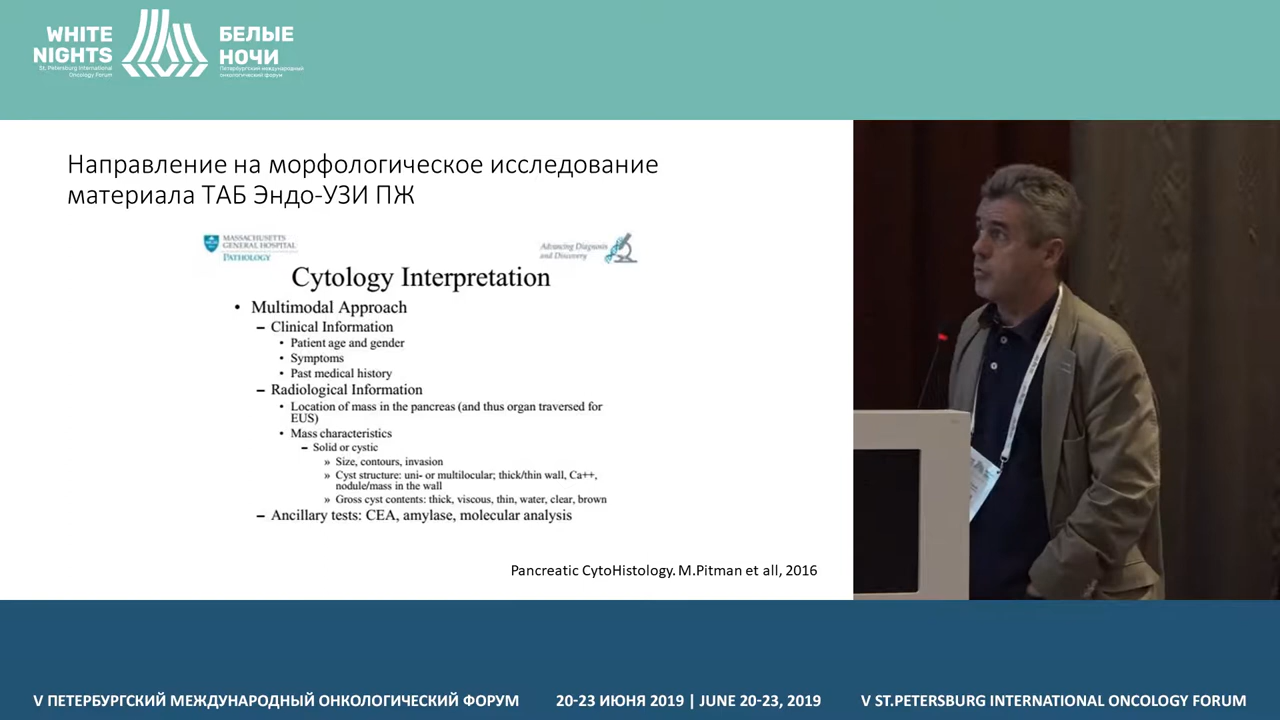 WHITE
NIGHTS
St. Petersburg International
Oncology Forum
БЕЛЫЕ
НОЧИ
Петербургский международный
онкологический форум
Направление на морфологическое исследование
материала ТАБ Эндо-УЗИ ПЖ
MASSACHUSETTS
GENERAL HOSPITAL
PATHOLOGY
Advancing Diagnosis
and Discovery
Cytology Interpretation
• Multimodal Approach
– Clinical Information
• Patient age and gender
• Symptoms
• Past medical history
– Radiological Information
• Location of mass in the pancreas (and thus organ traversed for
EUS)
• Mass characteristics
– Solid or cystic
» Size, contours, invasion
» Cyst structure: uni- or multilocular; thick/thin wall, Ca++,
nodule/mass in the wall
» Gross cyst contents: thick, viscous, thin, water, clear, brown
– Ancillary tests: CEA, amylase, molecular analysis
Pancreatic CytoHistology. M.Pitman et all, 2016
V ПЕТЕРБУРГСКИЙ МЕЖДУНАРОДНЫЙ ОНКОЛОГИЧЕСКИЙ ФОРУМ
20-23 ИЮНЯ 2019 | JUNE 20-23, 2019
V ST.PETERSBURG INTERNATIONAL ONCOLOGY FORUM